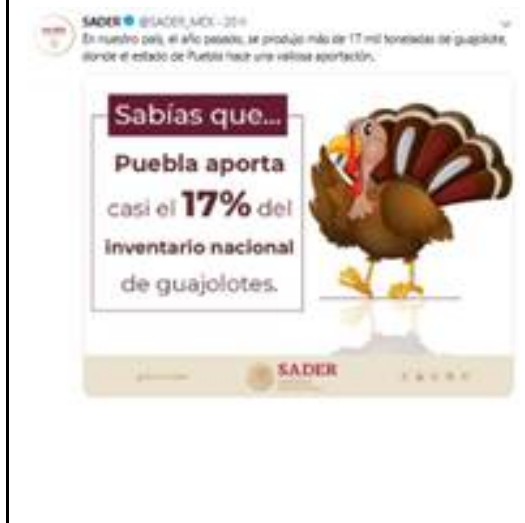 SADER @SADER_MEX · 20 h
En nuestro país, el año pasado, se produjo más de 17 mil toneladas de guajolote,
donde el estado de Puebla hace una valiosa aportación.
Sabías que...
Puebla aporta
casi el 17% del
inventario nacional
de guajolotes.
SADER